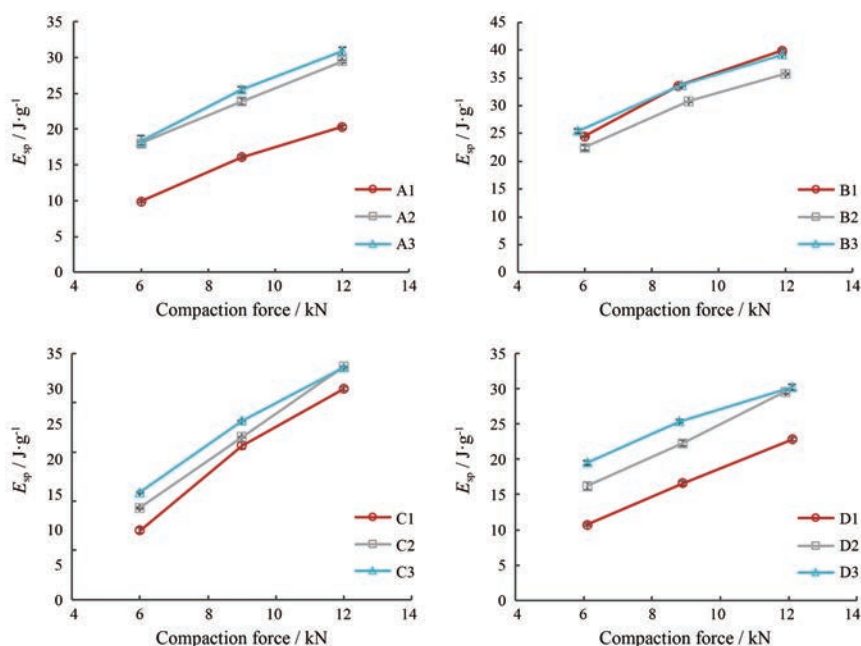 35
30
25
20
15
10
5
0
E_sp / J·g⁻¹
A1
A2
A3
4 6 8 10 12 14
Compaction force / kN
45
40
35
30
25
20
15
10
5
0
E_sp / J·g⁻¹
B1
B2
B3
4 6 8 10 12 14
Compaction force / kN
35
30
25
20
15
10
5
0
E_sp / J·g⁻¹
C1
C2
C3
4 6 8 10 12 14
Compaction force / kN
35
30
25
20
15
10
5
0
E_sp / J·g⁻¹
D1
D2
D3
4 6 8 10 12 14
Compaction force / kN